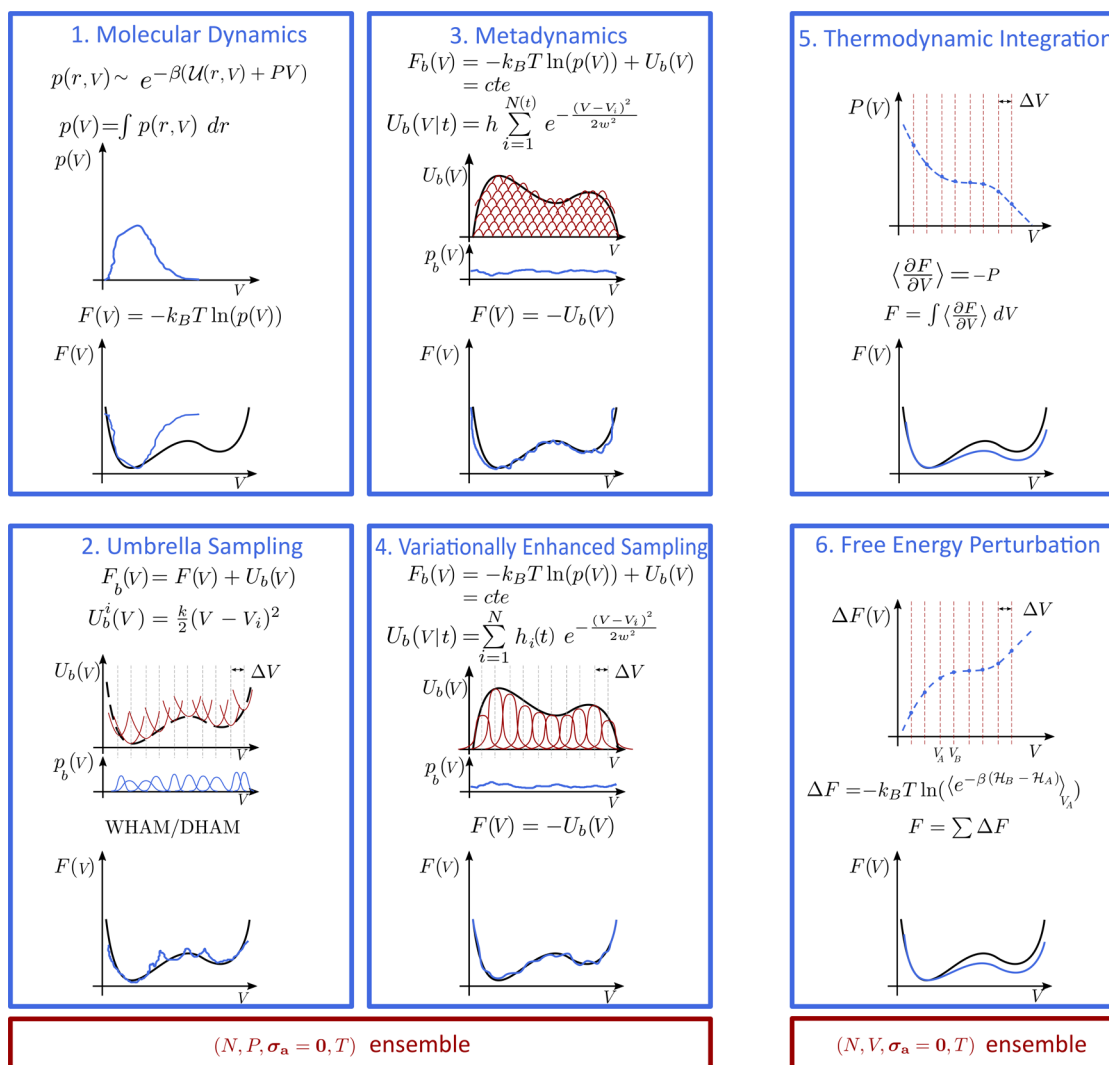 1. Molecular Dynamics
p(r,V) ~ e^{-β(𝒰(r,V) + PV)}
p(V) = ∫ p(r,V) dr
p(V)
V
F(V) = -k_B T ln(p(V))
F(V)
V
3. Metadynamics
F_b(V) = -k_B T ln(p(V)) + U_b(V)
= cte
U_b(V|t) = h ∑_{i=1}^{N(t)} e^{-\frac{(V-V_i)^2}{2w^2}}
U_b(V)
V
p_b(V)
V
F(V) = -U_b(V)
F(V)
V
5. Thermodynamic Integration
P(V)
ΔV
V
⟨∂F/∂V⟩ = -P
F = ∫ ⟨∂F/∂V⟩ dV
F(V)
V
2. Umbrella Sampling
F_b(V) = F(V) + U_b(V)
U_b^i(V) = \frac{k}{2}(V - V_i)^2
U_b(V)
ΔV
V
p_b(V)
V
WHAM/DHAM
F(V)
V
4. Variationally Enhanced Sampling
F_b(V) = -k_B T ln(p(V)) + U_b(V)
= cte
U_b(V|t) = ∑_{i=1}^{N} h_i(t) e^{-\frac{(V-V_i)^2}{2w^2}}
U_b(V)
ΔV
V
p_b(V)
V
F(V) = -U_b(V)
F(V)
V
6. Free Energy Perturbation
ΔV
ΔF(V)
V_A V_B
V
ΔF = -k_B T ln(⟨e^{-β(ℋ_B - ℋ_A)}⟩_{V_A})
F = ∑ ΔF
F(V)
V
(N, P, σ_a = 0, T) ensemble
(N, V, σ_a = 0, T) ensemble